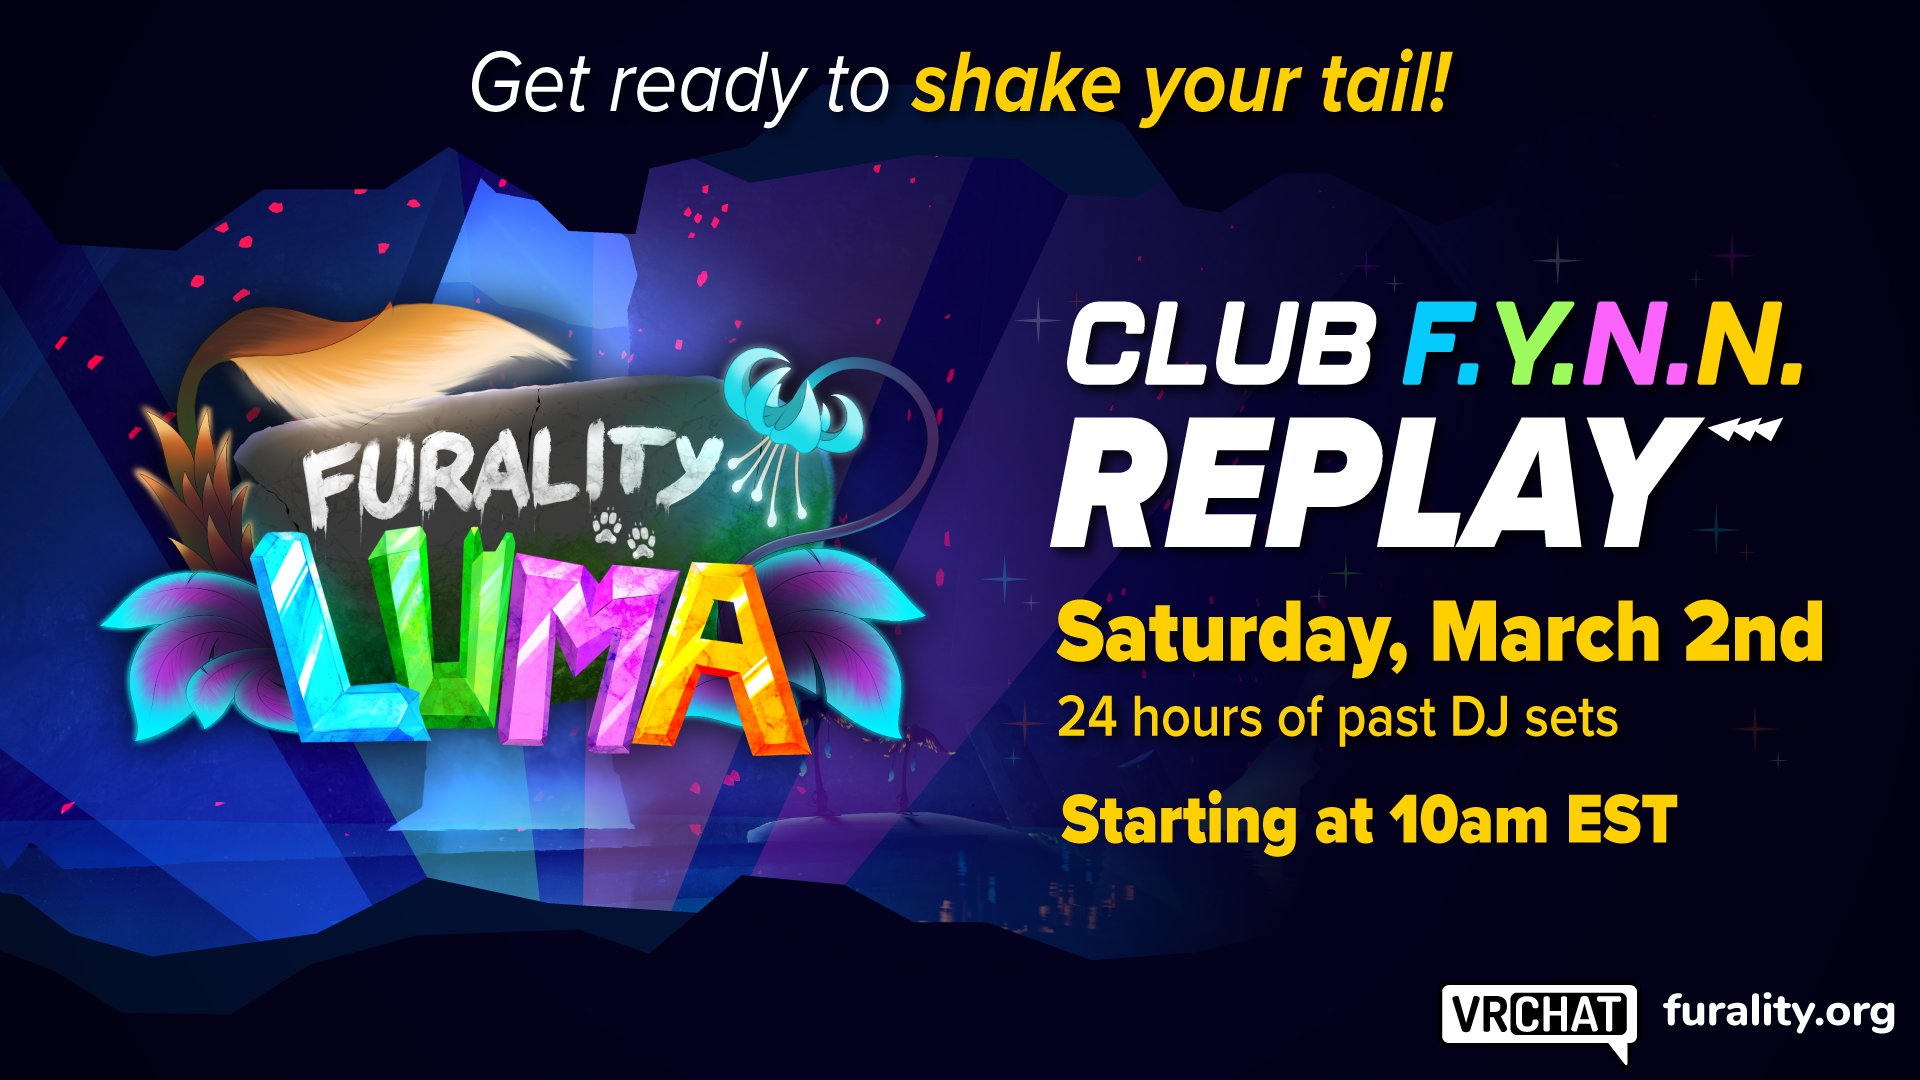 Get ready to shake your tail!
FURALITY
LUMA
CLUB F.Y.N.N.
REPLAY
Saturday, March 2nd
24 hours of past DJ sets
Starting at 10am EST
VRCHAT
furality.org